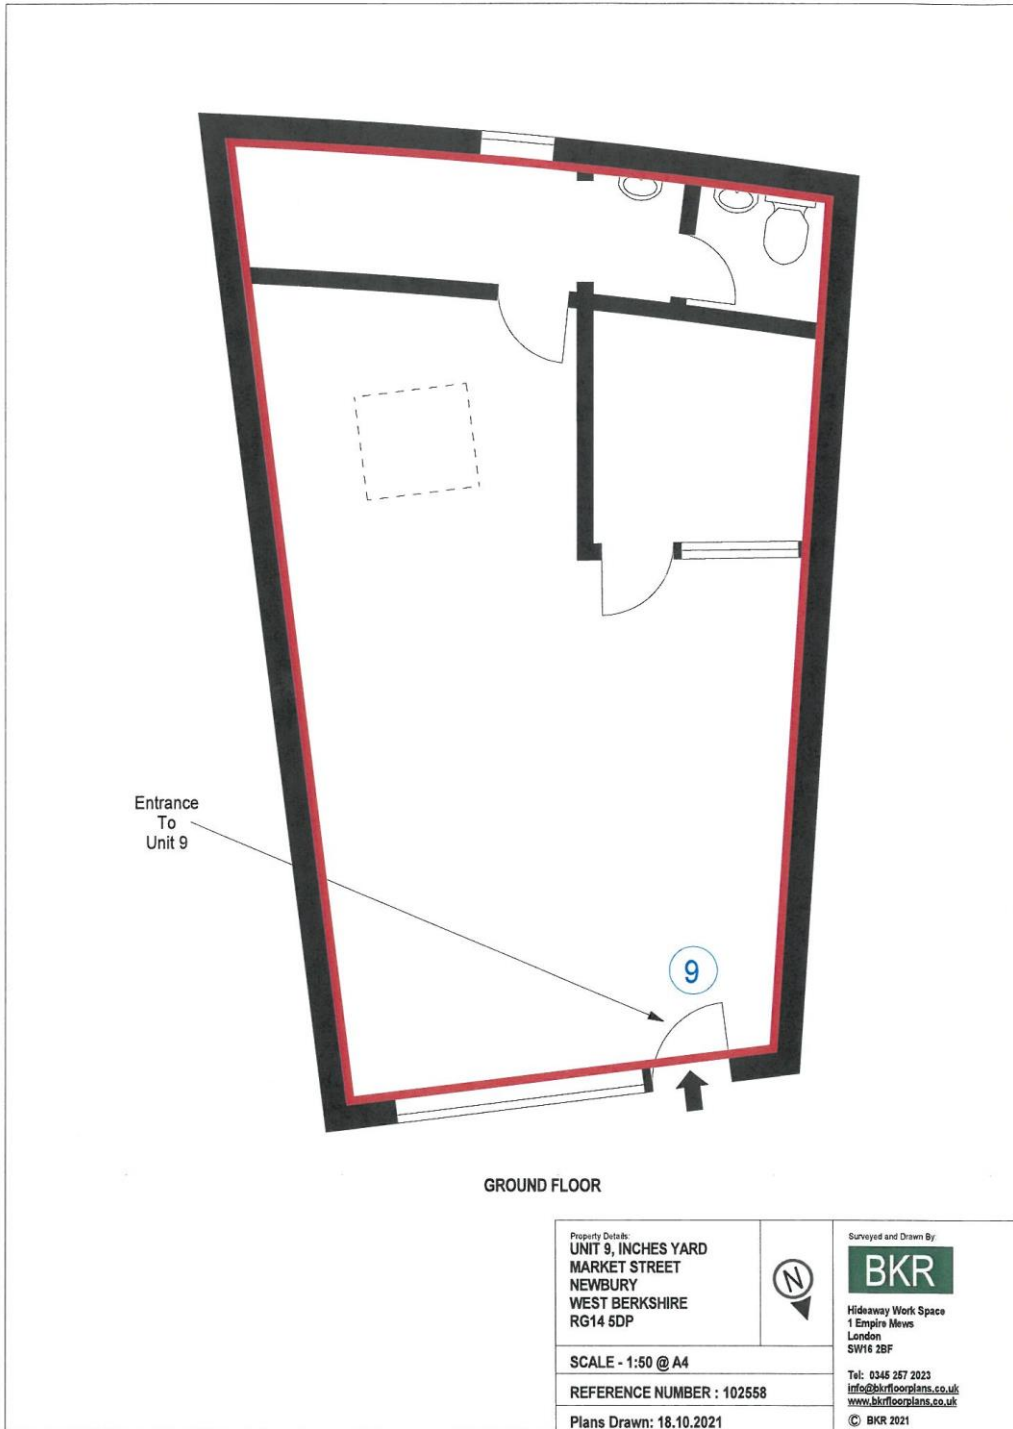 Entrance
To
Unit 9
9
GROUND FLOOR
Property Details:
UNIT 9, INCHES YARD
MARKET STREET
NEWBURY
WEST BERKSHIRE
RG14 5DP
N
SCALE - 1:50 @ A4
REFERENCE NUMBER : 102558
Plans Drawn: 18.10.2021
Surveyed and Drawn By
BKR
Hideaway Work Space
1 Empire Mews
London
SW16 2BF
Tel: 0345 257 2023
info@bkrfloorplans.co.uk
www.bkrfloorplans.co.uk
© BKR 2021